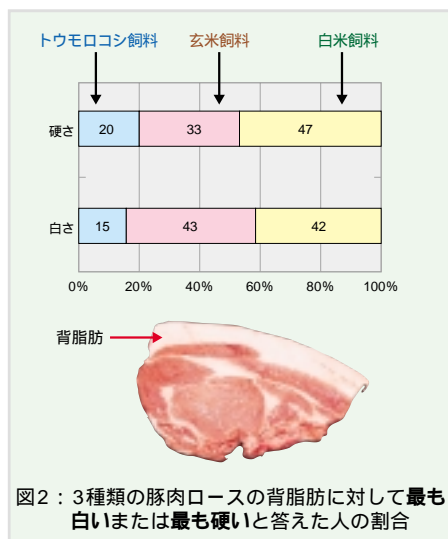 トウモロコシ飼料 玄米飼料 白米飼料
硬さ 20 33 47
白さ 15 43 42
0% 20% 40% 60% 80% 100%
背脂肪
図2：3種類の豚肉ロースの背脂肪に対して最も
白いまたは最も硬いと答えた人の割合